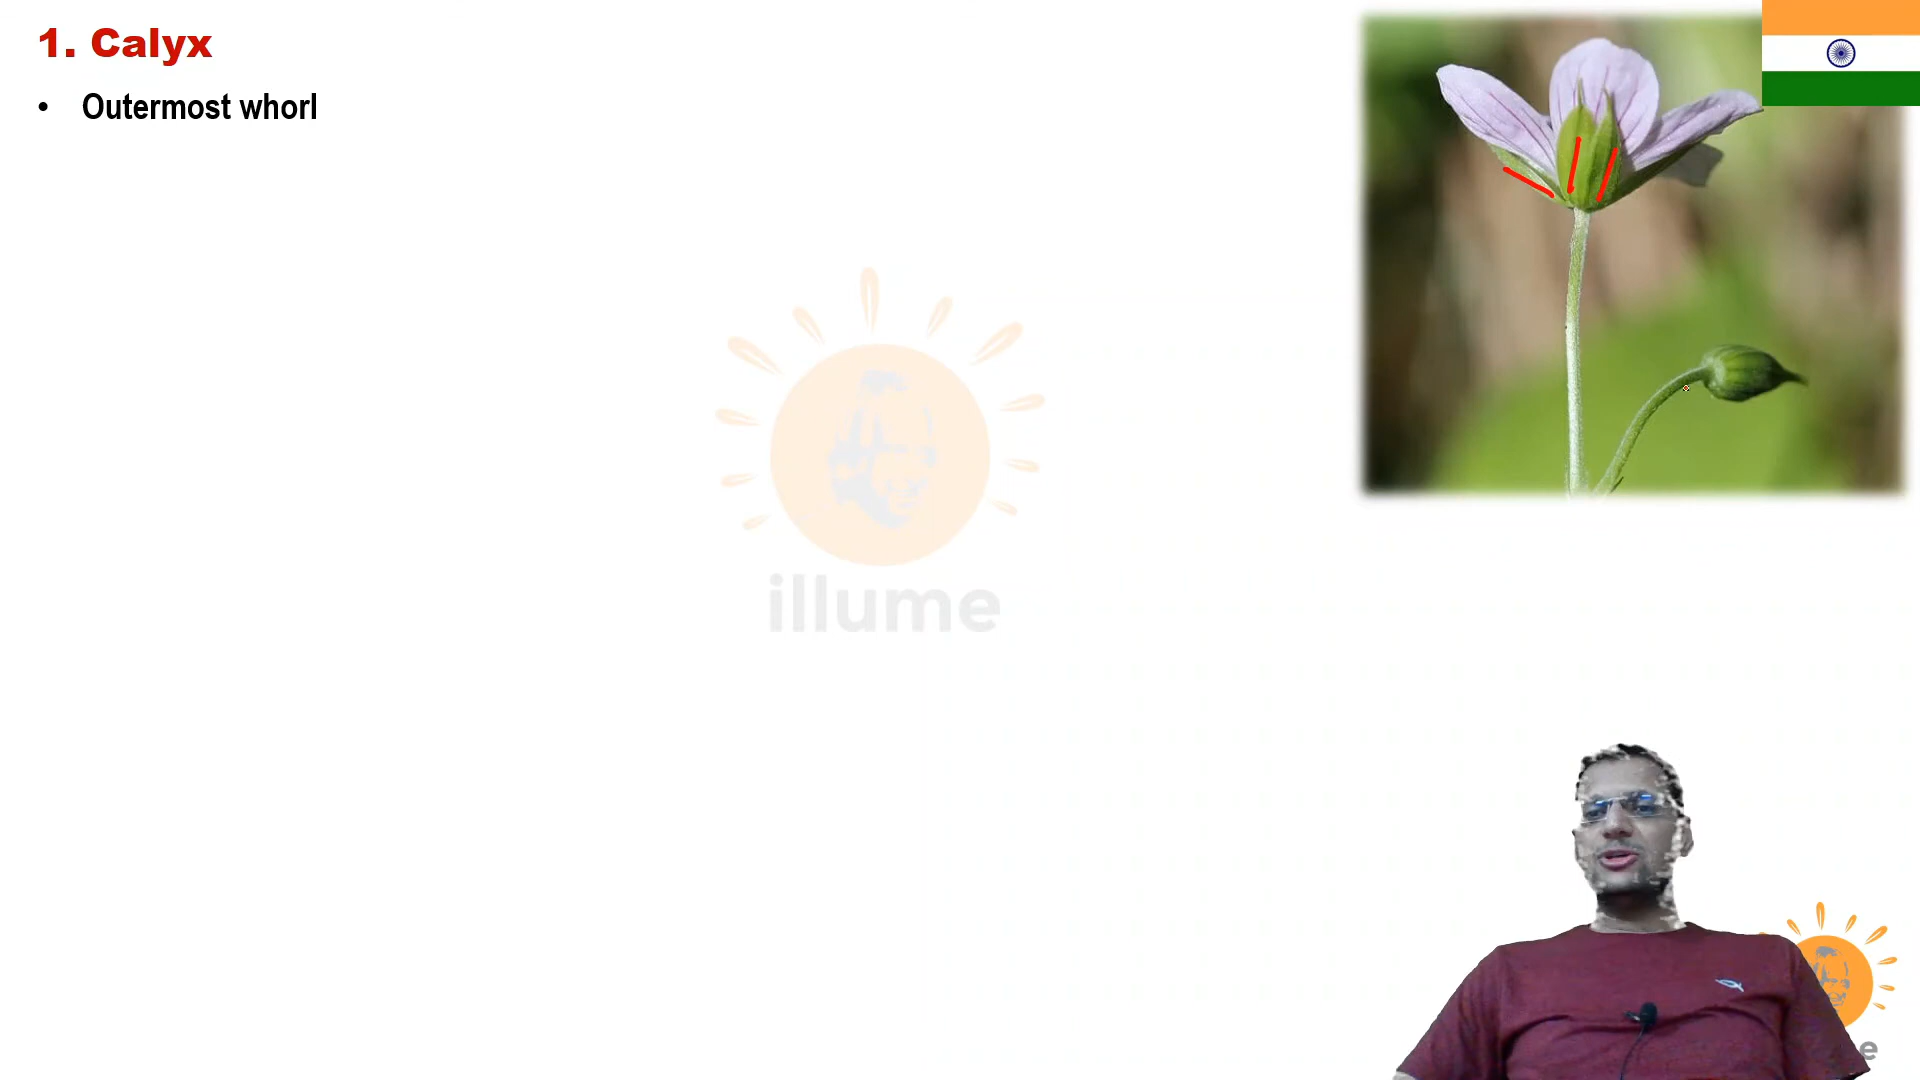 1. Calyx
• Outermost whorl
illume
e